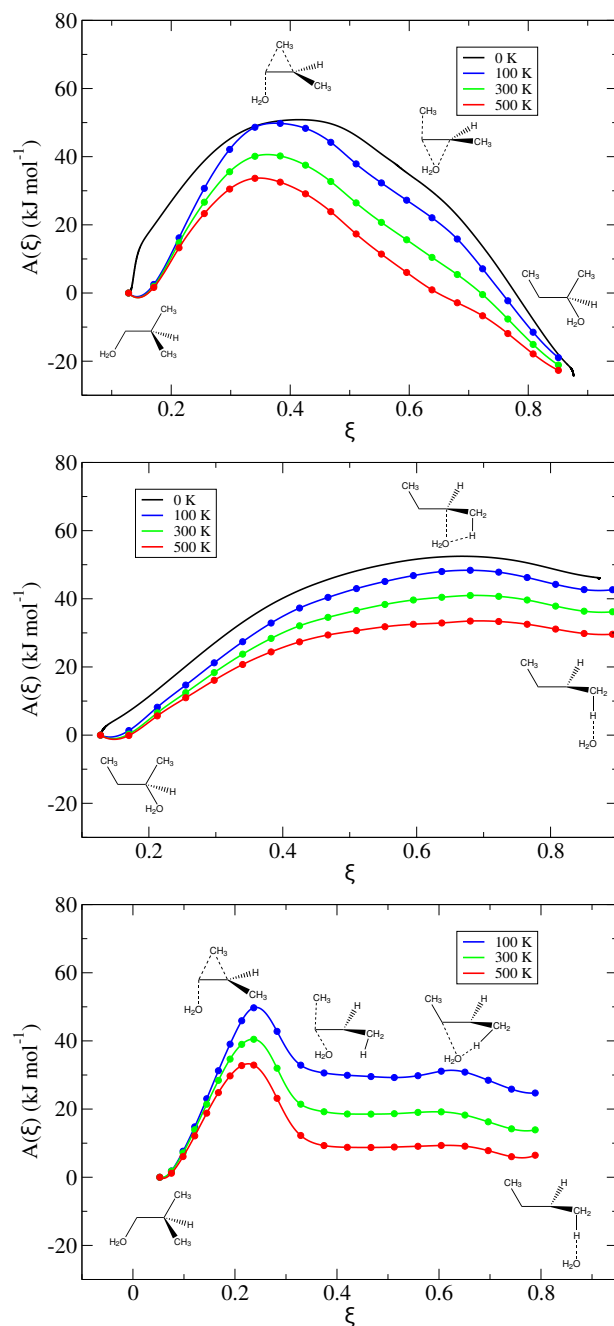 80
60
40
20
0
-20
A(ξ) (kJ mol⁻¹)
0.2
0.4
0.6
0.8
ξ
0 K
100 K
300 K
500 K
CH₃
H
CH₃
H₂O
CH₃
H
CH₃
H₂O
CH₃
H
H₂O
CH₃
H
CH₃
H₂O
80
60
40
20
0
-20
A(ξ) (kJ mol⁻¹)
0.2
0.4
0.6
0.8
ξ
0 K
100 K
300 K
500 K
CH₃
H
CH₂
H
H₂O
CH₃
H
CH₂
H
H₂O
CH₃
CH₃
H
H₂O
80
60
40
20
0
-20
A(ξ) (kJ mol⁻¹)
0
0.2
0.4
0.6
0.8
ξ
100 K
300 K
500 K
CH₃
H
CH₃
H₂O
CH₃
H
CH₂
H₂O
H
CH₃
H
CH₂
H
H₂O
CH₃
H
CH₂
H
H₂O
CH₃
H
CH₃
H₂O